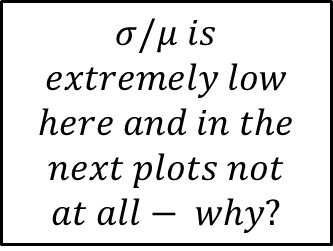 σ/μ is
extremely low
here and in the
next plots not
at all − why?